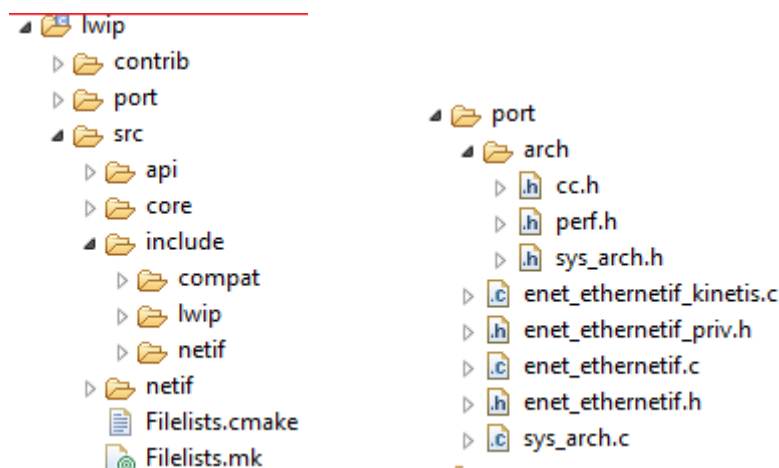 lwip
contrib
port
src
api
core
include
compat
lwip
netif
netif
Filelists.cmake
Filelists.mk
port
arch
.h cc.h
.h perf.h
.h sys_arch.h
.c enet_ethernetif_kinetis.c
.h enet_ethernetif_priv.h
.c enet_ethernetif.c
.h enet_ethernetif.h
.c sys_arch.c